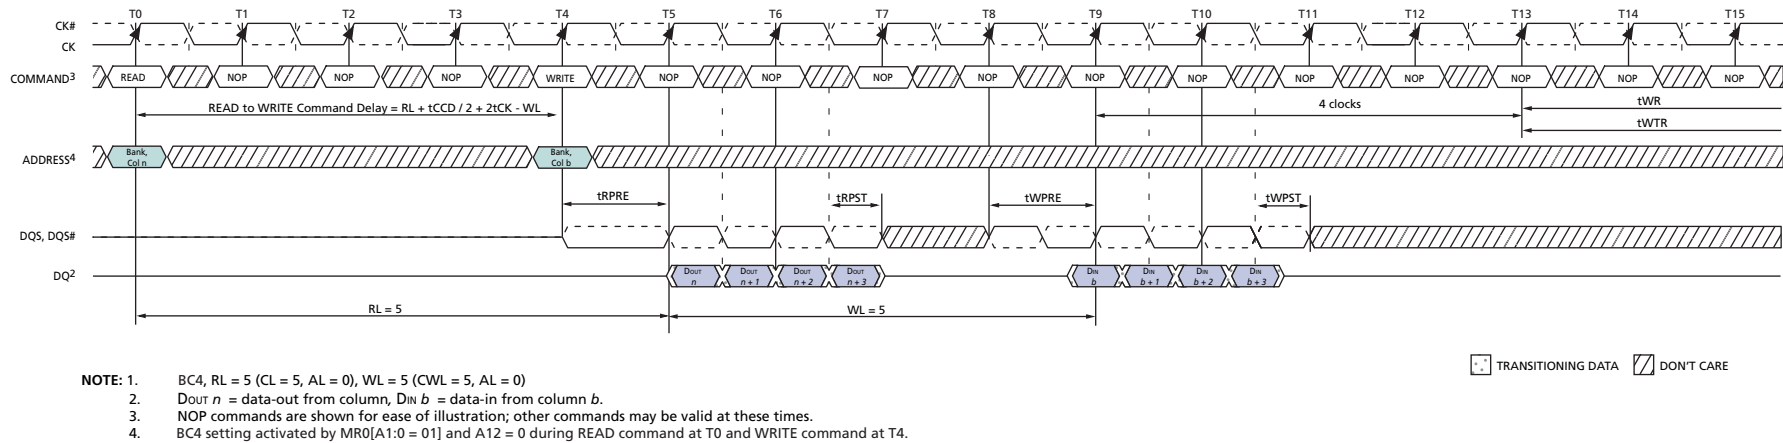 T0 T1 T2 T3 T4 T5 T6 T7 T8 T9 T10 T11 T12 T13 T14 T15
CK#
CK
COMMAND3 READ NOP NOP NOP WRITE NOP NOP NOP NOP NOP NOP NOP NOP NOP NOP NOP
READ to WRITE Command Delay = RL + tCCD / 2 + 2tCK - WL 4 clocks tWR
tWTR
ADDRESS4 Bank, Col n Bank, Col b
tRPRE tRPST tWPRE tWPST
DQS, DQS#
DQ2 DOUT n DOUT n + 1 DOUT n + 2 DOUT n + 3 DIN b DIN b + 1 DIN b + 2 DIN b + 3
RL = 5 WL = 5
TRANSITIONING DATA DON'T CARE
NOTE: 1. BC4, RL = 5 (CL = 5, AL = 0), WL = 5 (CWL = 5, AL = 0)
2. DOUT n = data-out from column, DIN b = data-in from column b.
3. NOP commands are shown for ease of illustration; other commands may be valid at these times.
4. BC4 setting activated by MR0[A1:0 = 01] and A12 = 0 during READ command at T0 and WRITE command at T4.